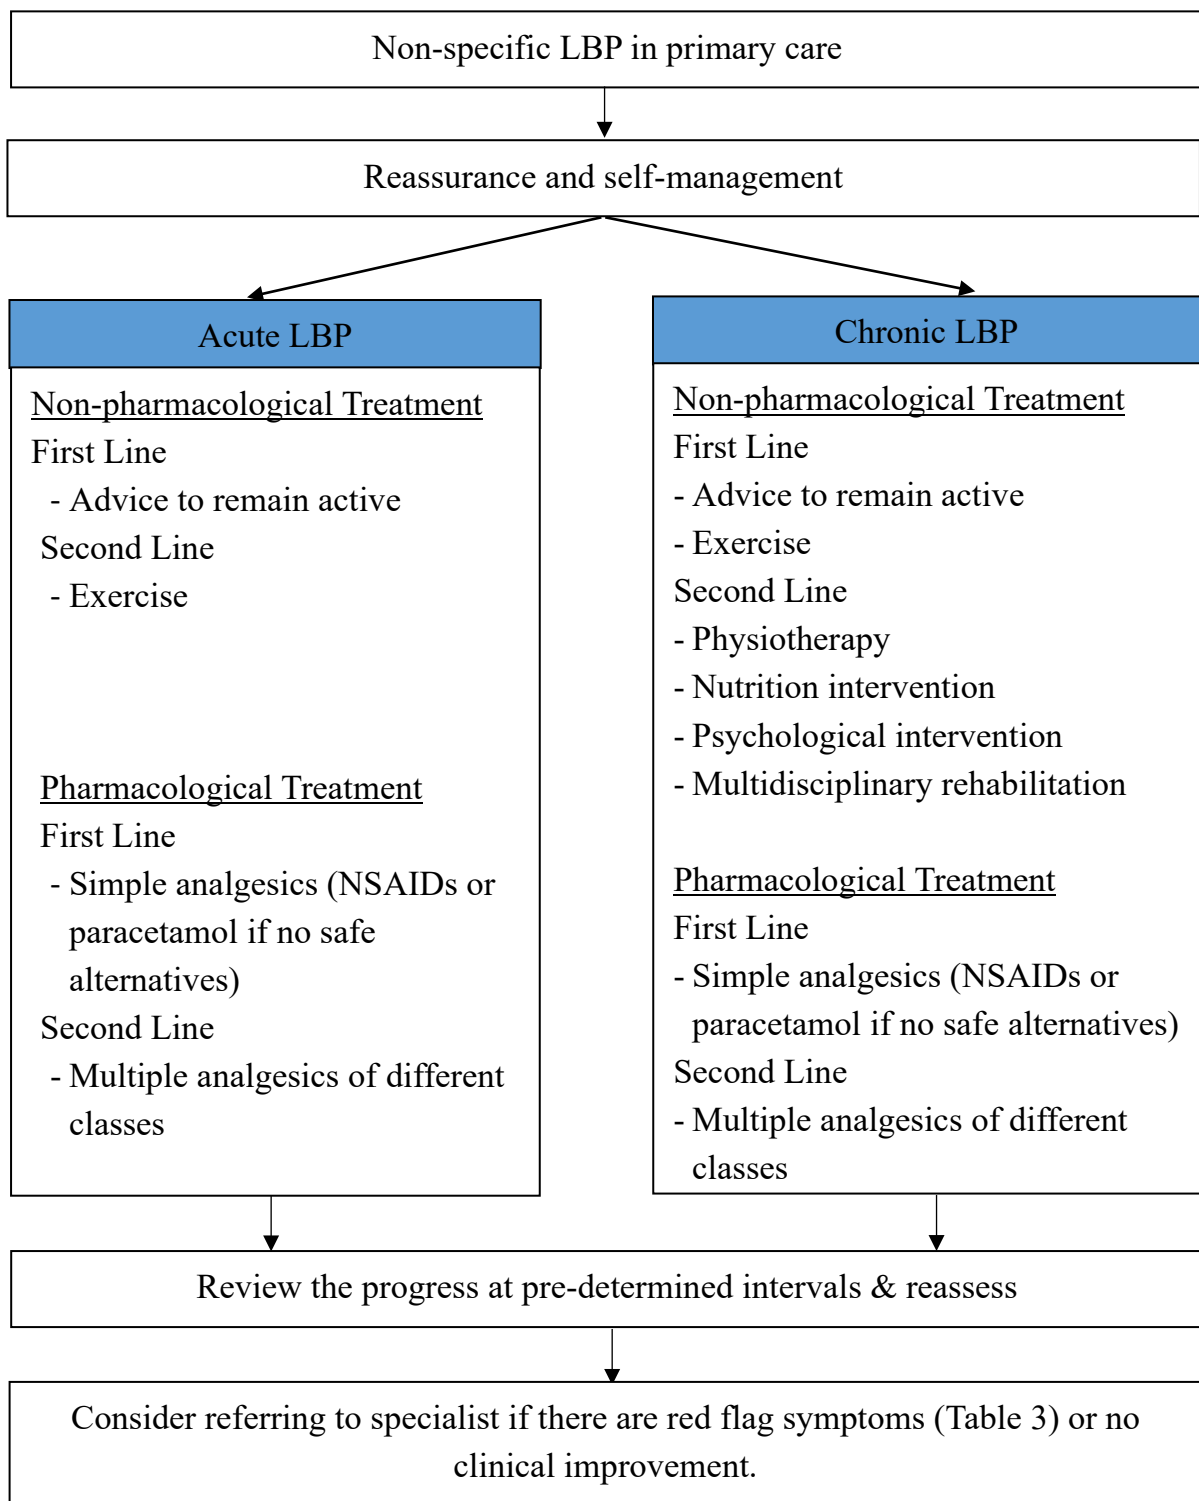 Non-specific LBP in primary care
Reassurance and self-management
Acute LBP
Non-pharmacological Treatment
First Line
- Advice to remain active
Second Line
- Exercise
Pharmacological Treatment
First Line
- Simple analgesics (NSAIDs or
paracetamol if no safe
alternatives)
Second Line
- Multiple analgesics of different
classes
Chronic LBP
Non-pharmacological Treatment
First Line
- Advice to remain active
- Exercise
Second Line
- Physiotherapy
- Nutrition intervention
- Psychological intervention
- Multidisciplinary rehabilitation
Pharmacological Treatment
First Line
- Simple analgesics (NSAIDs or
paracetamol if no safe alternatives)
Second Line
- Multiple analgesics of different
classes
Review the progress at pre-determined intervals & reassess
Consider referring to specialist if there are red flag symptoms (Table 3) or no
clinical improvement.